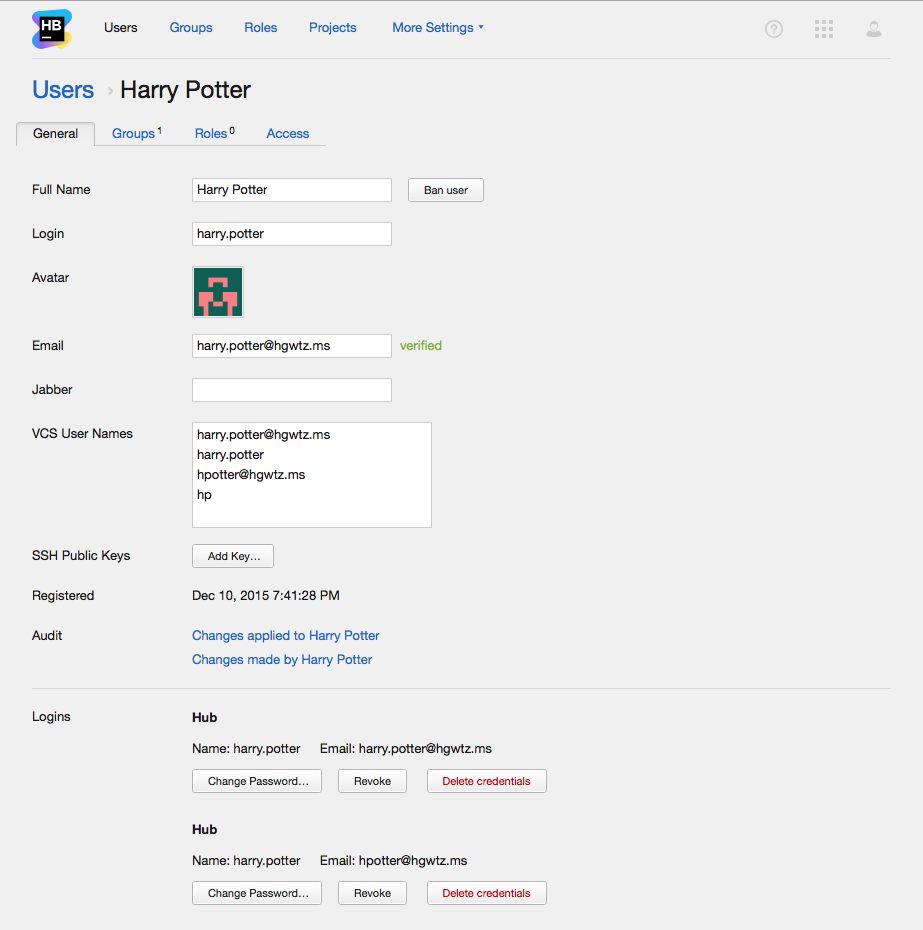 HB
Users Groups Roles Projects More Settings
?
Users › Harry Potter
General Groups 1 Roles 0 Access
Full Name Harry Potter Ban user
Login harry.potter
Avatar
Email harry.potter@hgwtz.ms verified
Jabber
VCS User Names harry.potter@hgwtz.ms
harry.potter
hpotter@hgwtz.ms
hp
SSH Public Keys Add Key...
Registered Dec 10, 2015 7:41:28 PM
Audit Changes applied to Harry Potter
Changes made by Harry Potter
Logins Hub
Name: harry.potter Email: harry.potter@hgwtz.ms
Change Password... Revoke Delete credentials
Hub
Name: harry.potter Email: hpotter@hgwtz.ms
Change Password... Revoke Delete credentials